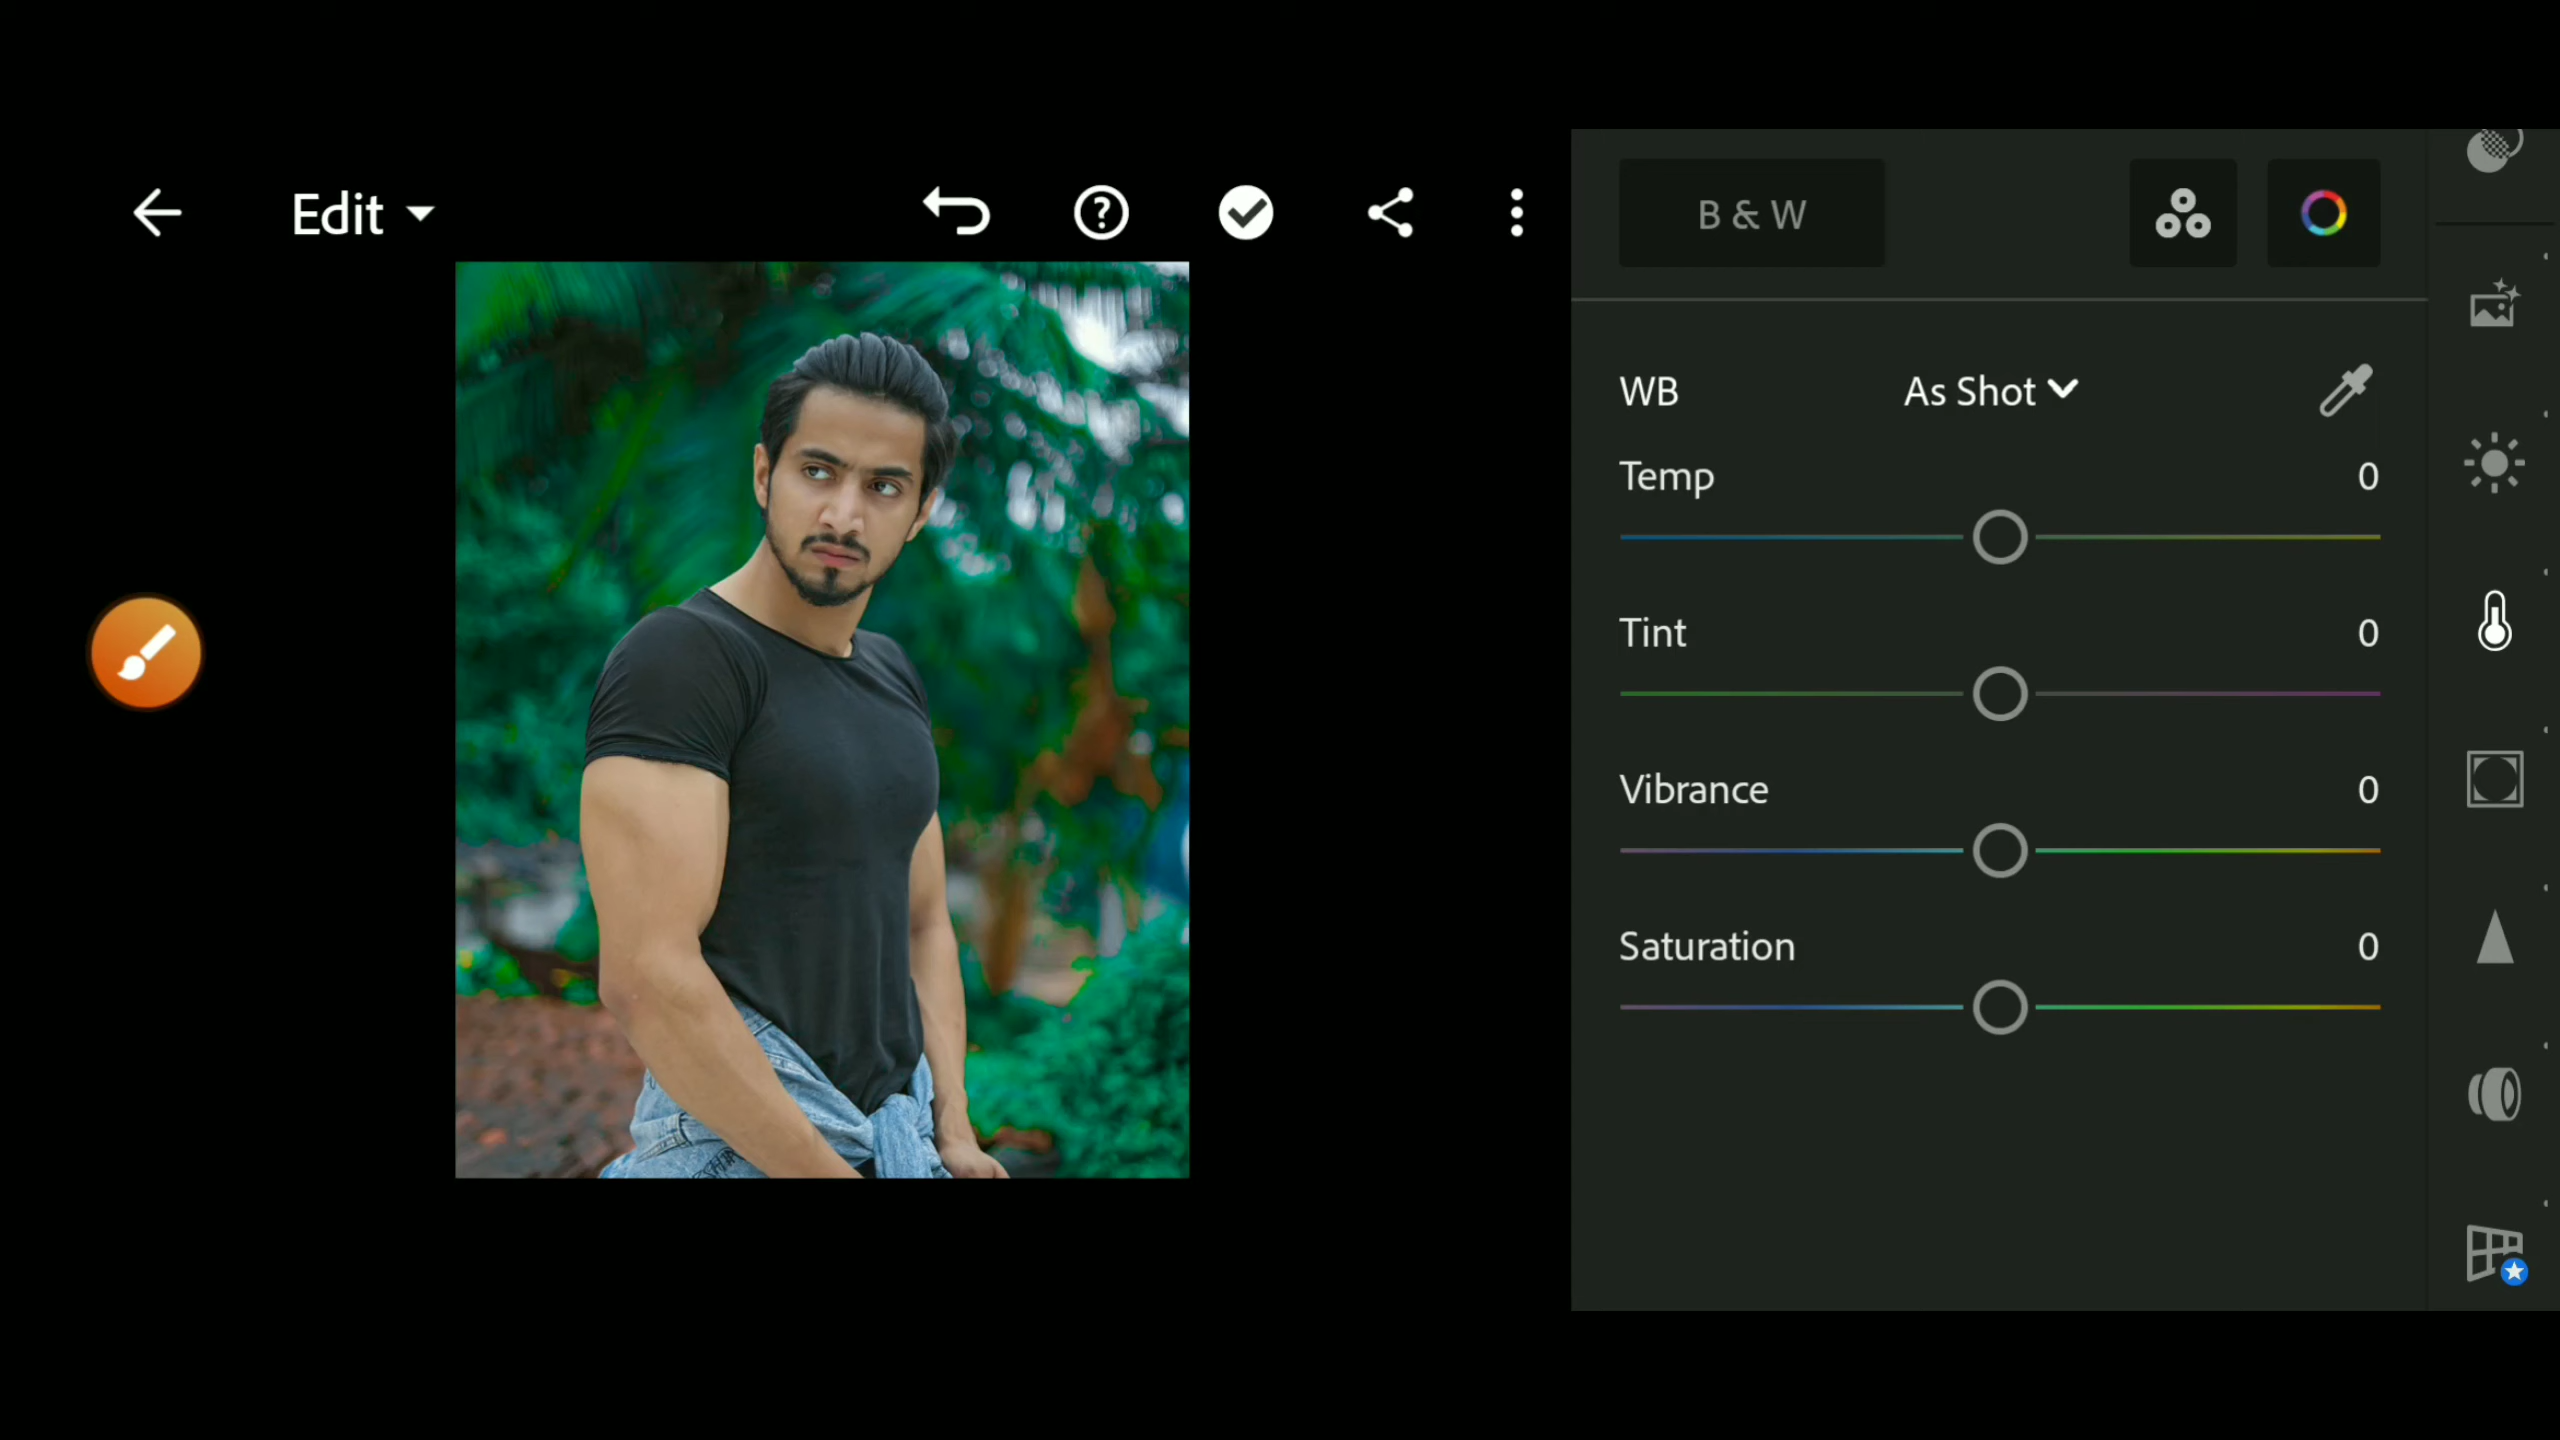 Edit
B & W
WB As Shot
Temp 0
Tint 0
Vibrance 0
Saturation 0